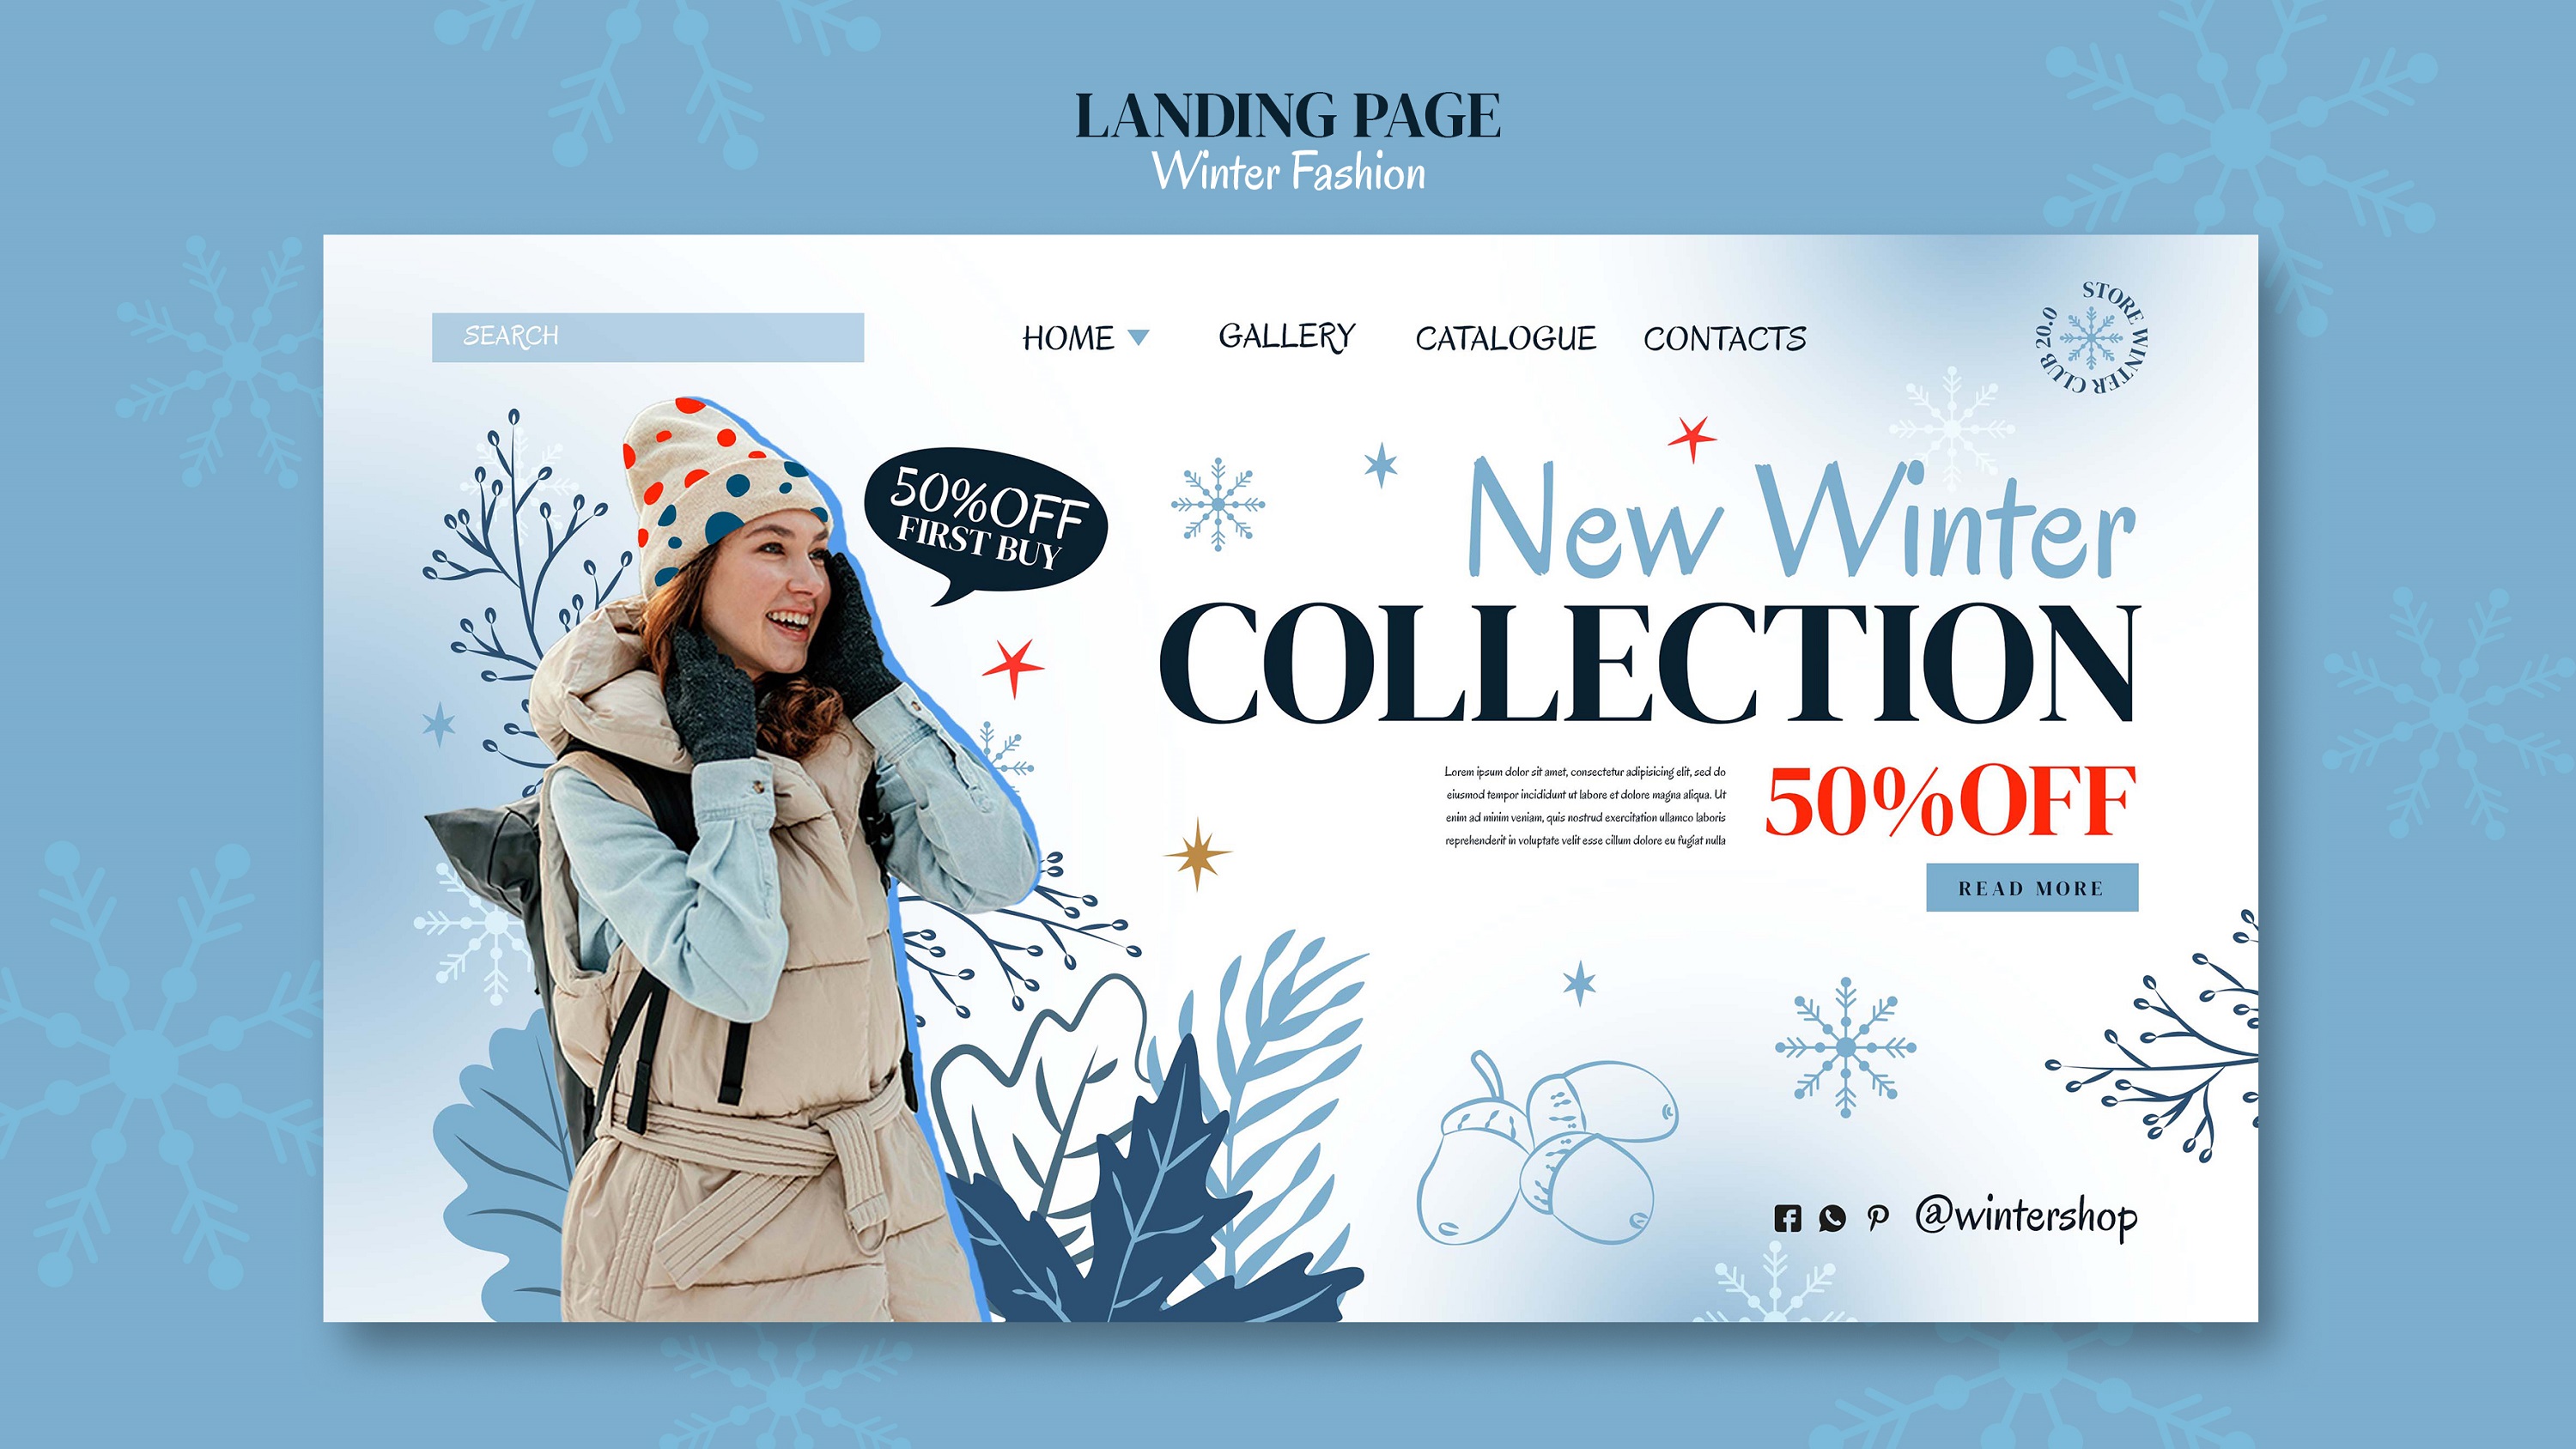 LANDING PAGE
Winter Fashion
SEARCH
HOME
GALLERY
CATALOGUE
CONTACTS
STORE WINTER CLUB 20.0
50%OFF
FIRST BUY
New Winter
COLLECTION
Lorem ipsum dolor sit amet, consectetur adipisicing elit, sed do
eiusmod tempor incididunt ut labore et dolore magna aliqua. Ut
enim ad minim veniam, quis nostrud exercitation ullamco laboris
reprehenderit in voluptate velit esse cillum dolore eu fugiat nulla
50%OFF
READ MORE
@wintershop